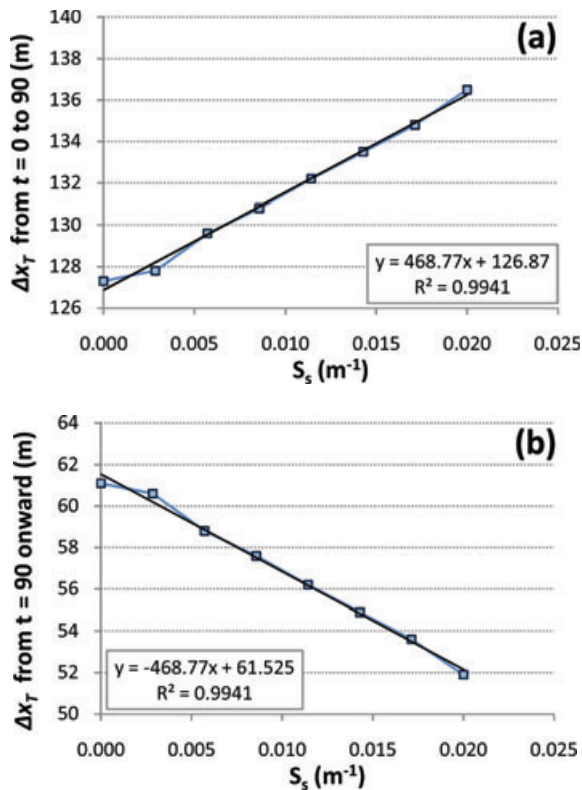 (a)
Δx_T from t = 0 to 90 (m)
140
138
136
134
132
130
128
126
y = 468.77x + 126.87
R² = 0.9941
0.000 0.005 0.010 0.015 0.020 0.025
S_s (m⁻¹)
(b)
Δx_T from t = 90 onward (m)
64
62
60
58
56
54
52
50
y = -468.77x + 61.525
R² = 0.9941
0.000 0.005 0.010 0.015 0.020 0.025
S_s (m⁻¹)